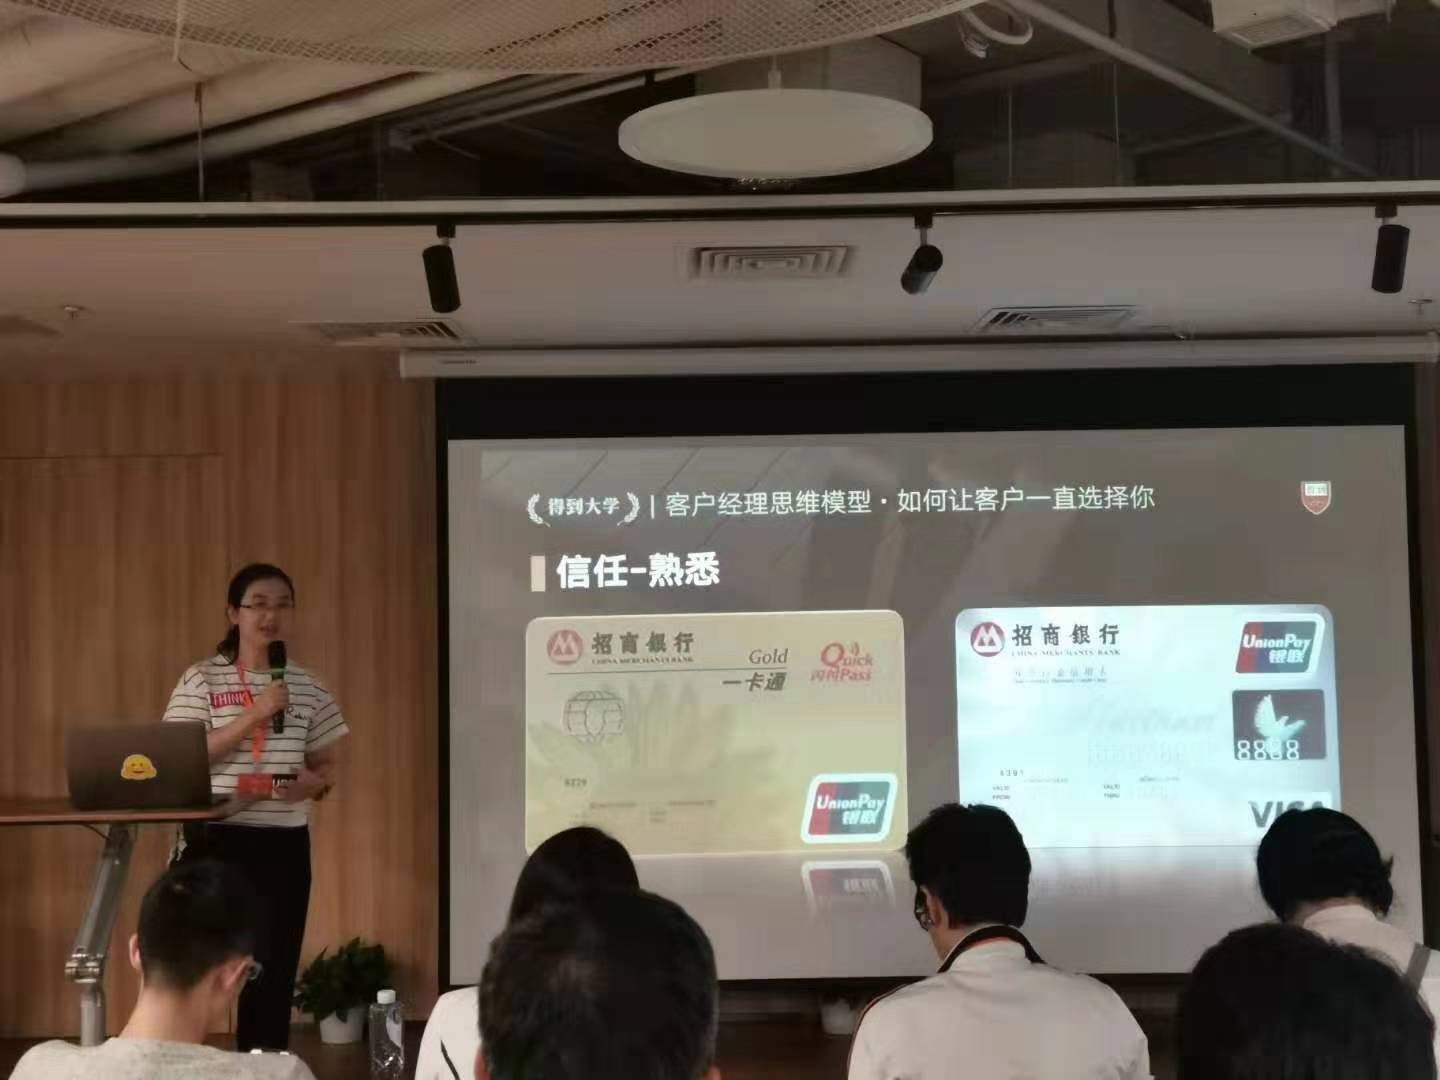 得到大学 | 客户经理思维模型·如何让客户一直选择你
信任-熟悉
招商银行
CHINA MERCHANTS BANK
Gold
一卡通
Quick
闪付Pass
UnionPay
银联
招商银行
CHINA MERCHANTS BANK
UnionPay
银联
8888
VISA
THINK